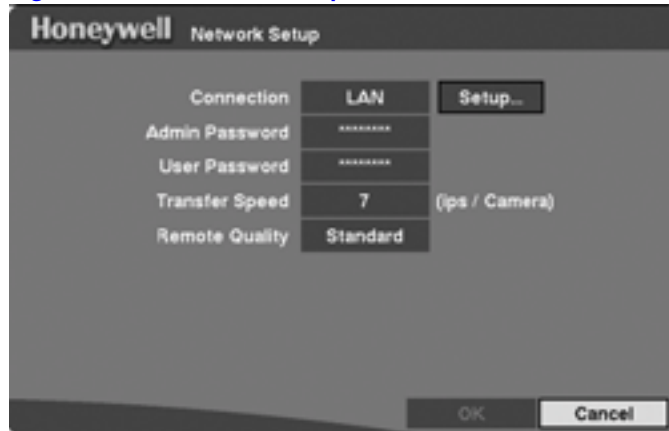 Honeywell Network Setup
Connection LAN Setup...
Admin Password ********
User Password ********
Transfer Speed 7 (ips / Camera)
Remote Quality Standard
OK Cancel